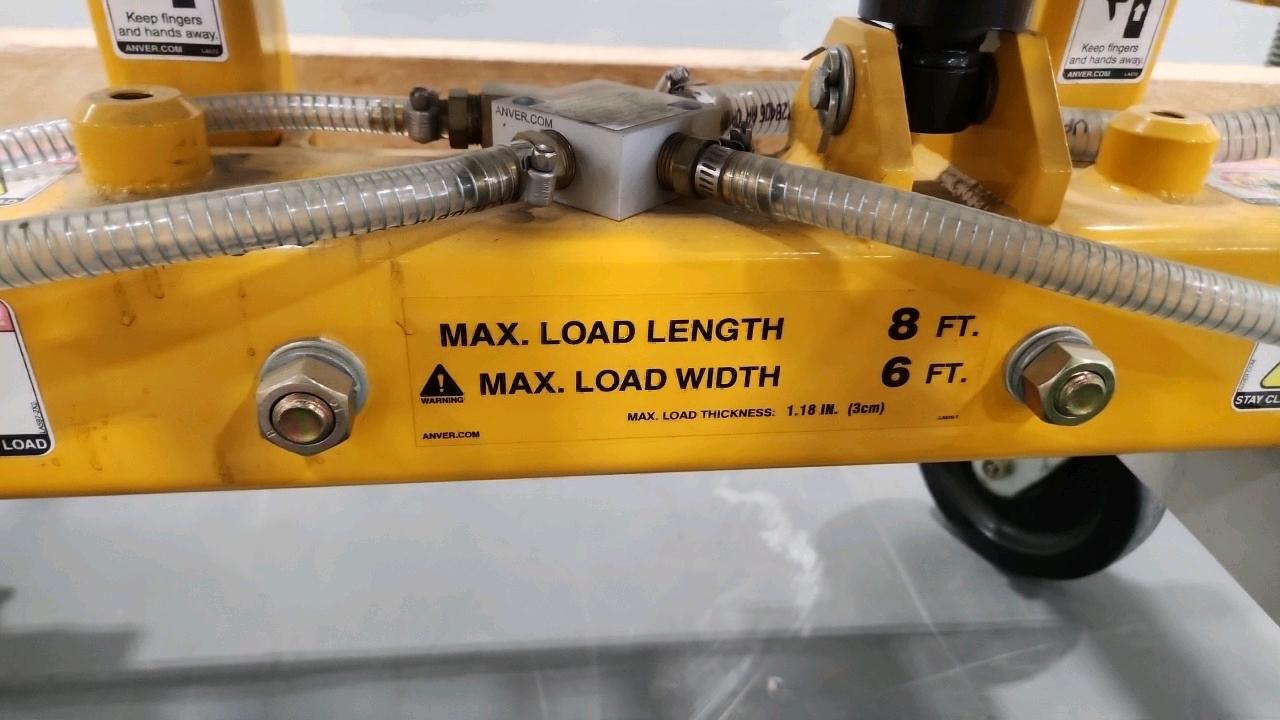 Keep fingers
and hands away.
ANVER.COM
Keep fingers
and hands away.
ANVER.COM
ANVER.COM
MAX. LOAD LENGTH 8 FT.
WARNING
MAX. LOAD WIDTH 6 FT.
MAX. LOAD THICKNESS: 1.18 IN. (3cm)
ANVER.COM
LOAD
STAY